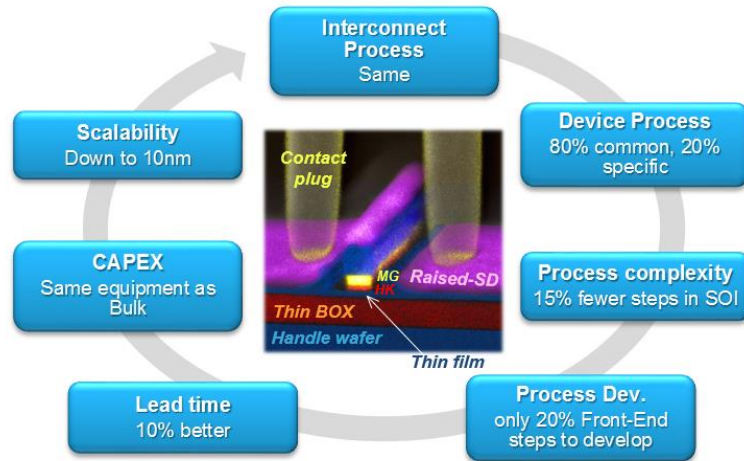 Interconnect
Process
Same
Device Process
80% common, 20%
specific
Process complexity
15% fewer steps in SOI
Process Dev.
only 20% Front-End
steps to develop
Lead time
10% better
CAPEX
Same equipment as
Bulk
Scalability
Down to 10nm
Contact
plug
MG
HK
Raised-SD
Thin BOX
Handle wafer
Thin film